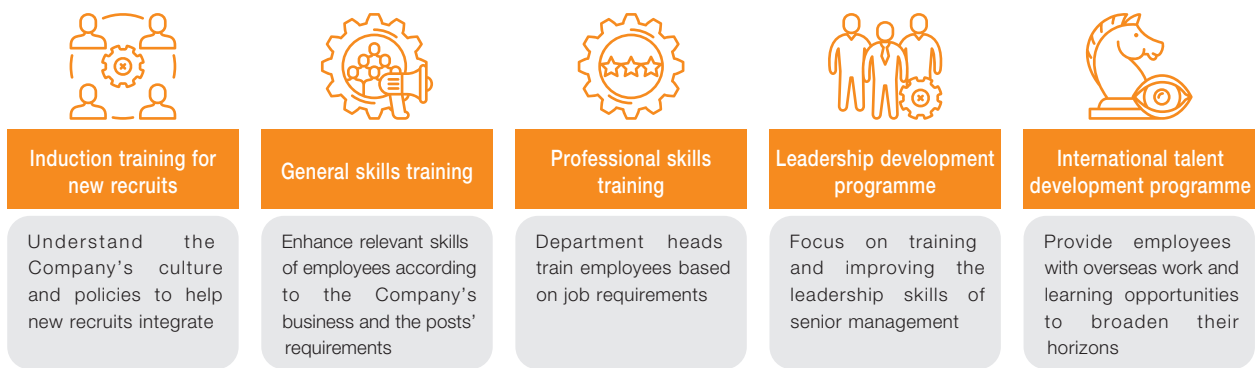 Induction training for
new recruits
Understand the
Company's culture
and policies to help
new recruits integrate
General skills training
Enhance relevant skills
of employees according
to the Company's
business and the posts'
requirements
Professional skills
training
Department heads
train employees based
on job requirements
Leadership development
programme
Focus on training
and improving the
leadership skills of
senior management
International talent
development programme
Provide employees
with overseas work and
learning opportunities
to broaden their
horizons